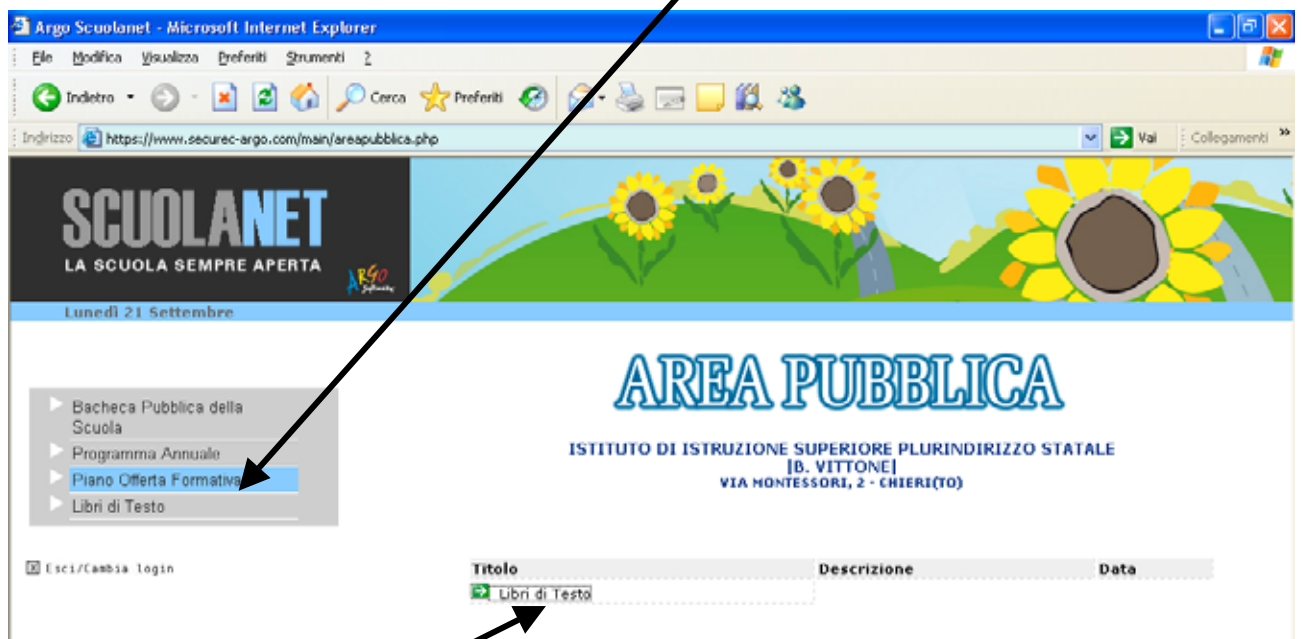 Argo Scuolanet - Microsoft Internet Explorer
File Modifica Visualizza Preferiti Strumenti ?
Indietro Cerca Preferiti
Indirizzo https://www.securec-argo.com/main/areapubblica.php Vai Collegamenti »
SCUOLANET
LA SCUOLA SEMPRE APERTA
ARGO
Software
Lunedì 21 Settembre
AREA PUBBLICA
Bacheca Pubblica della
Scuola
Programma Annuale
Piano Offerta Formativa
Libri di Testo
ISTITUTO DI ISTRUZIONE SUPERIORE PLURINDIRIZZO STATALE
|B. VITTONE|
VIA MONTESSORI, 2 - CHIERI(TO)
Esci/Cambia login
Titolo Descrizione Data
Libri di Testo